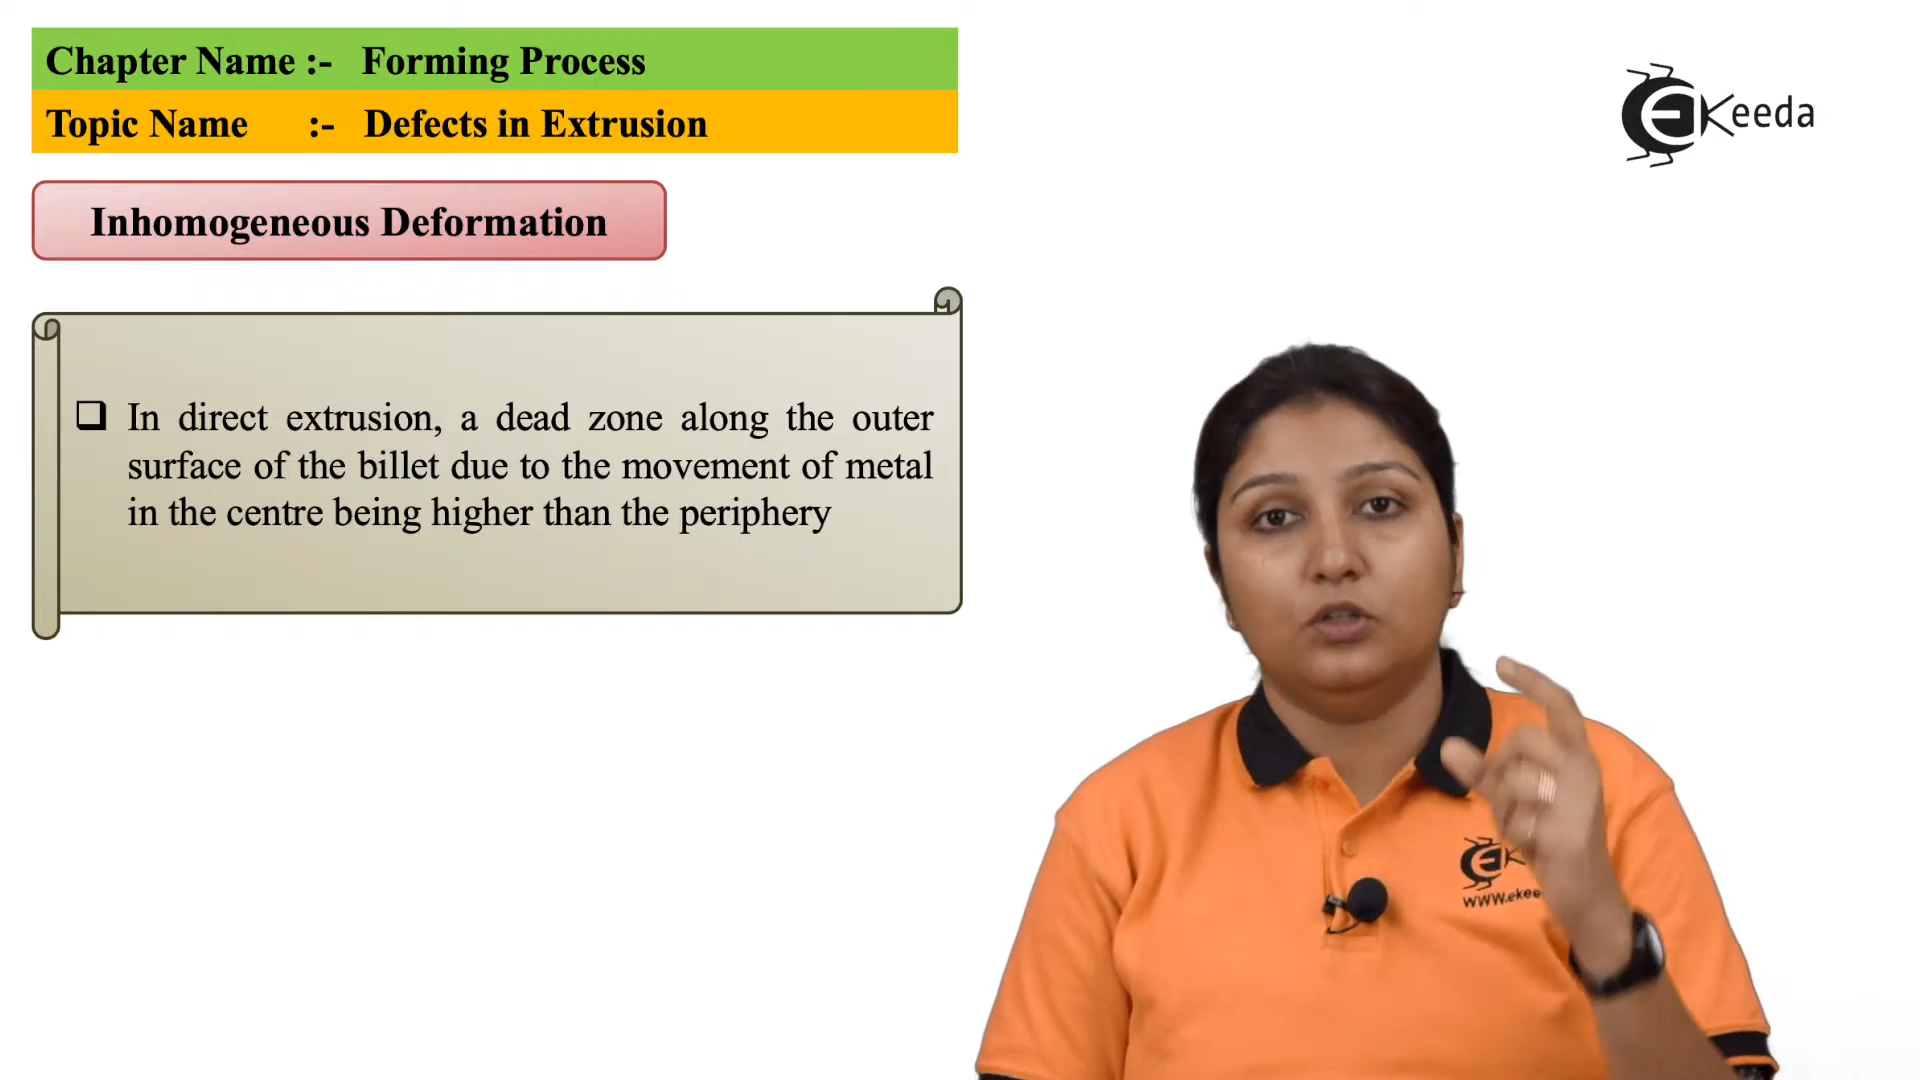 Chapter Name :- Forming Process
Topic Name :- Defects in Extrusion
Keeda
Inhomogeneous Deformation
❑ In direct extrusion, a dead zone along the outer
surface of the billet due to the movement of metal
in the centre being higher than the periphery
K
www.ekee